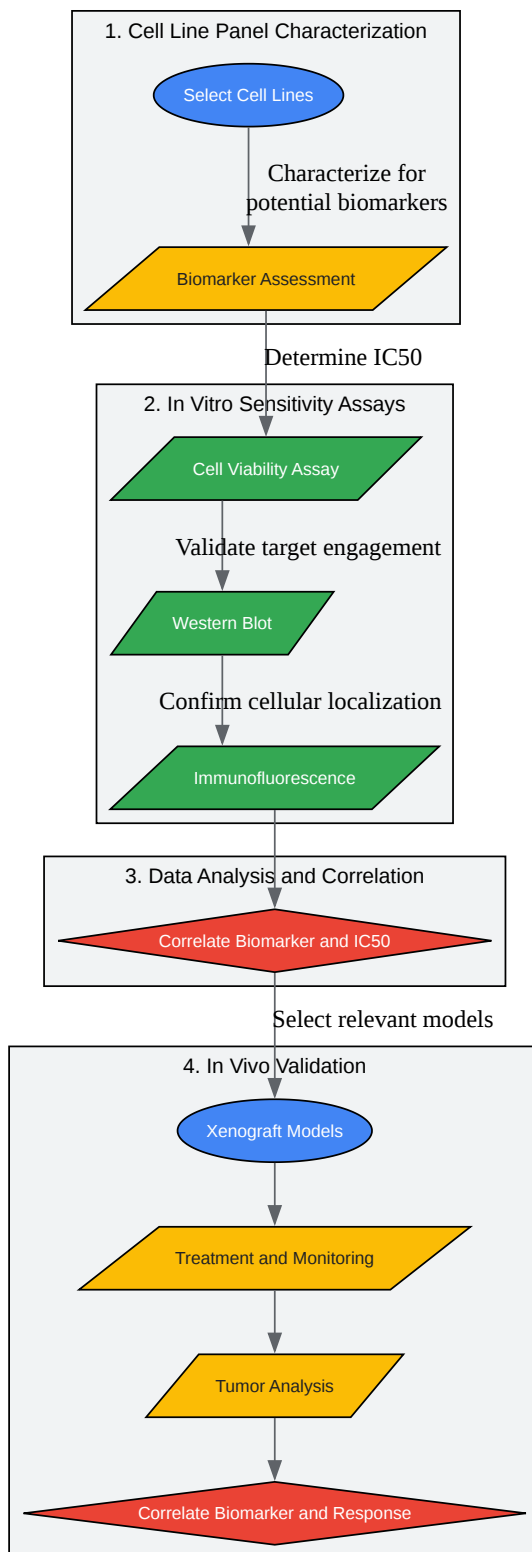 1. Cell Line Panel Characterization
Select Cell Lines
Characterize for
potential biomarkers
Biomarker Assessment
Determine IC50
2. In Vitro Sensitivity Assays
Cell Viability Assay
Validate target engagement
Western Blot
Confirm cellular localization
Immunofluorescence
3. Data Analysis and Correlation
Correlate Biomarker and IC50
Select relevant models
4. In Vivo Validation
Xenograft Models
Treatment and Monitoring
Tumor Analysis
Correlate Biomarker and Response